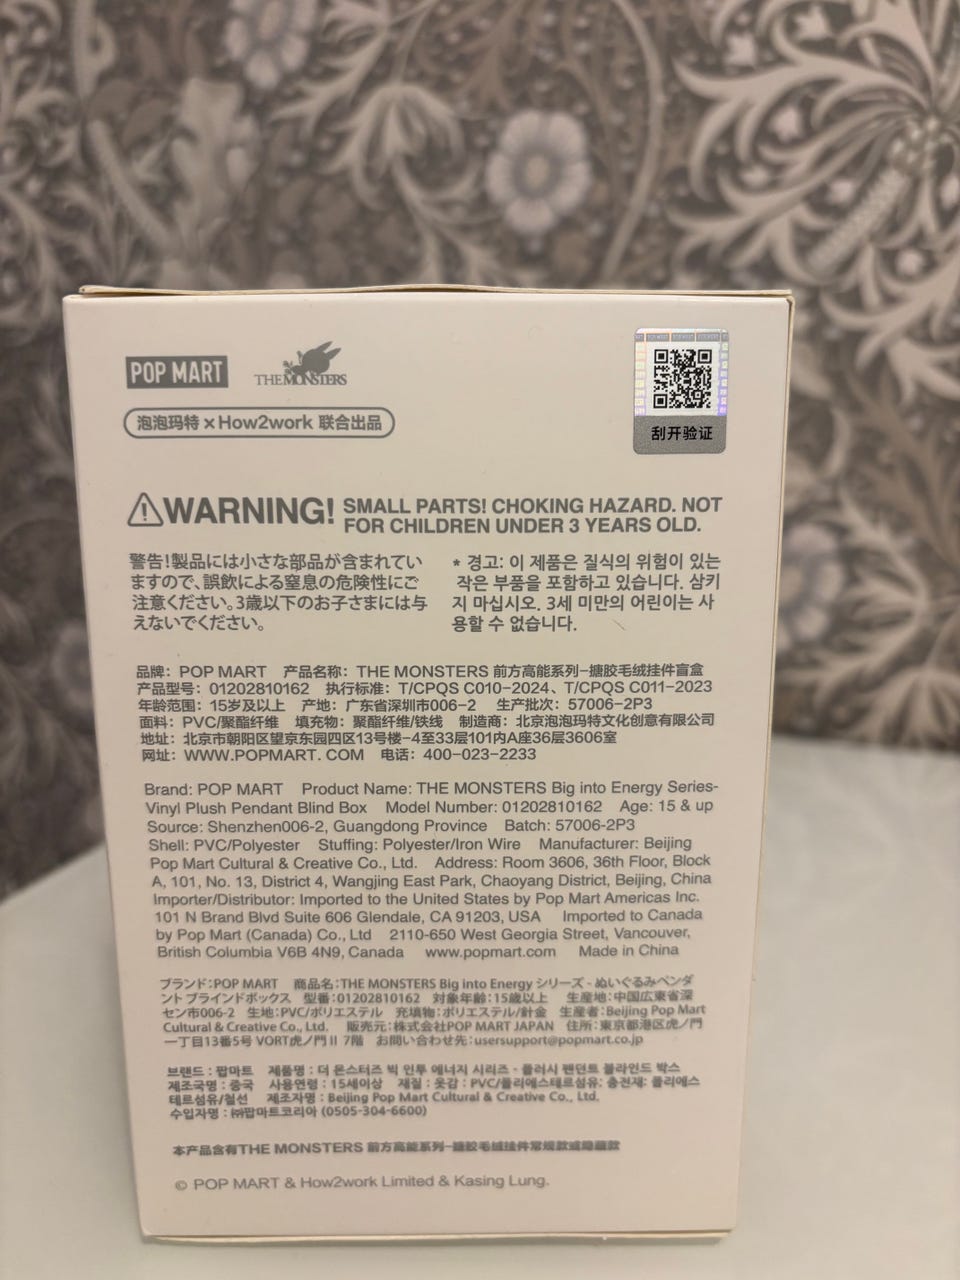 POP MART
THE MONSTERS
泡泡玛特 × How2work 联合出品
刮开验证
WARNING! SMALL PARTS! CHOKING HAZARD. NOT
FOR CHILDREN UNDER 3 YEARS OLD.
警告!製品には小さな部品が含まれてい
ますので、誤飲による窒息の危険性にご
注意ください。3歳以下のお子さまには与
えないでください。
* 경고: 이 제품은 질식의 위험이 있는
작은 부품을 포함하고 있습니다. 삼키
지 마십시오. 3세 미만의 어린이는 사
용할 수 없습니다.
品牌: POP MART 产品名称: THE MONSTERS 前方高能系列-搪胶毛绒挂件盲盒
产品型号: 01202810162 执行标准: T/CPQS C010-2024、T/CPQS C011-2023
年龄范围: 15岁及以上 产地: 广东省深圳市006-2 生产批次: 57006-2P3
面料: PVC/聚酯纤维 填充物: 聚酯纤维/铁线 制造商: 北京泡泡玛特文化创意有限公司
地址: 北京市朝阳区望京东园四区13号楼-4至33层101内A座36层3606室
网址: WWW.POPMART. COM 电话: 400-023-2233
Brand: POP MART Product Name: THE MONSTERS Big into Energy Series-
Vinyl Plush Pendant Blind Box Model Number: 01202810162 Age: 15 & up
Source: Shenzhen006-2, Guangdong Province Batch: 57006-2P3
Shell: PVC/Polyester Stuffing: Polyester/Iron Wire Manufacturer: Beijing
Pop Mart Cultural & Creative Co., Ltd. Address: Room 3606, 36th Floor, Block
A, 101, No. 13, District 4, Wangjing East Park, Chaoyang District, Beijing, China
Importer/Distributor: Imported to the United States by Pop Mart Americas Inc.
101 N Brand Blvd Suite 606 Glendale, CA 91203, USA Imported to Canada
by Pop Mart (Canada) Co., Ltd 2110-650 West Georgia Street, Vancouver,
British Columbia V6B 4N9, Canada www.popmart.com Made in China
ブランド:POP MART 商品名:THE MONSTERS Big into Energy シリーズ - ぬいぐるみペンダ
ント ブラインドボックス 型番:01202810162 対象年齢:15歳以上 生産地:中国広東省深
セン市006-2 生地:PVC/ポリエステル 充填物:ポリエステル/針金 生産者:Beijing Pop Mart
Cultural & Creative Co., Ltd. 販売元:株式会社POP MART JAPAN 住所:東京都港区虎ノ門
一丁目13番5号 VORT虎ノ門 II 7階 お問い合わせ先:usersupport@popmart.co.jp
브랜드 : 팝마트 제품명 : 더 몬스터즈 빅 인투 에너지 시리즈 - 플러시 펜던트 블라인드 박스
제조국명 : 중국 사용연령 : 15세이상 재질 : 옷감 : PVC/폴리에스테르섬유; 충전재: 폴리에스
테르섬유/철선 제조자명 : Beijing Pop Mart Cultural & Creative Co., Ltd.
수입자명 : ㈜팝마트코리아 (0505-304-6600)
本产品含有THE MONSTERS 前方高能系列-搪胶毛绒挂件常规款或隐藏款
© POP MART & How2work Limited & Kasing Lung.